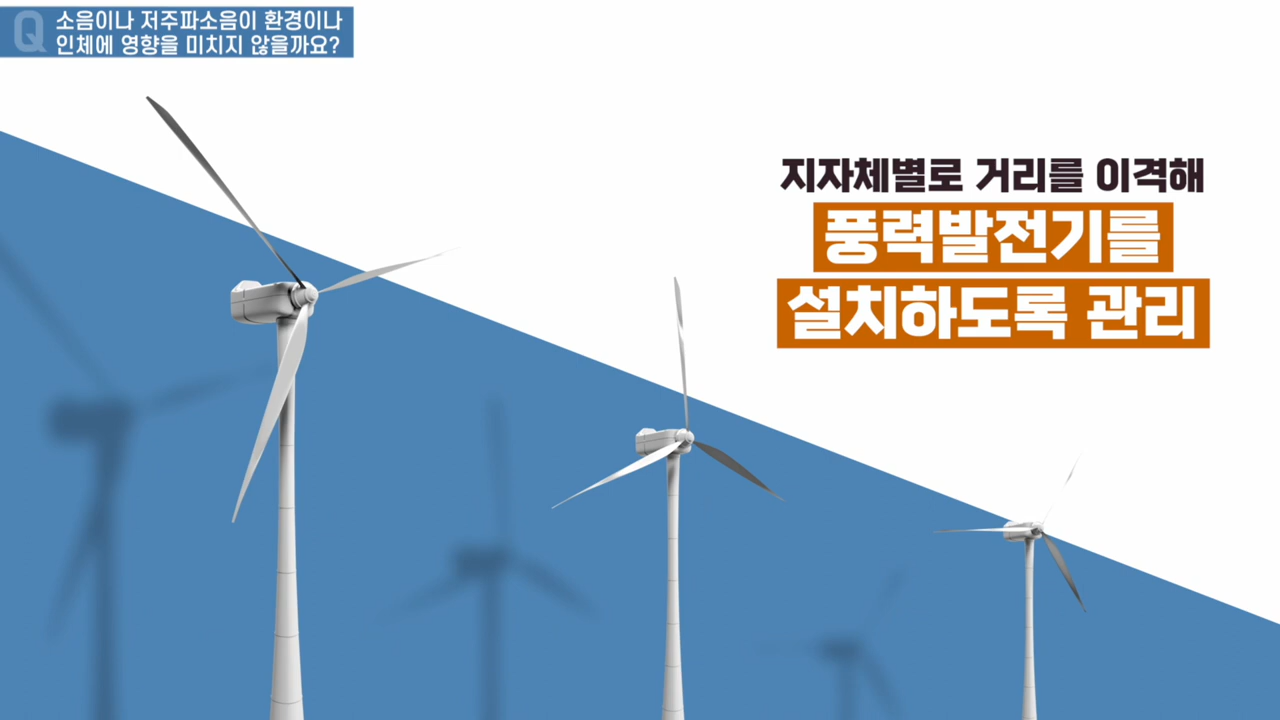 Q 소음이나 저주파소음이 환경이나
인체에 영향을 미치지 않을까요?
지자체별로 거리를 이격해
풍력발전기를
설치하도록 관리